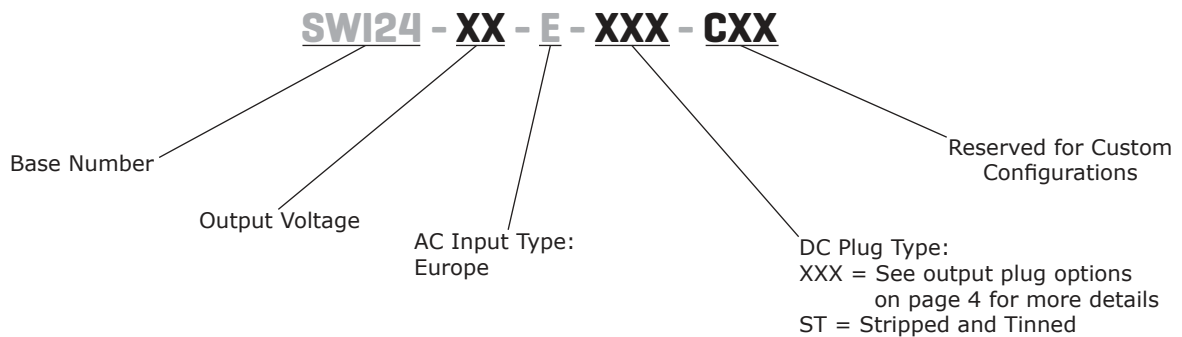 SWI24 - XX - E - XXX - CXX
Base Number
Output Voltage
AC Input Type:
Europe
DC Plug Type:
XXX = See output plug options
on page 4 for more details
ST = Stripped and Tinned
Reserved for Custom
Configurations